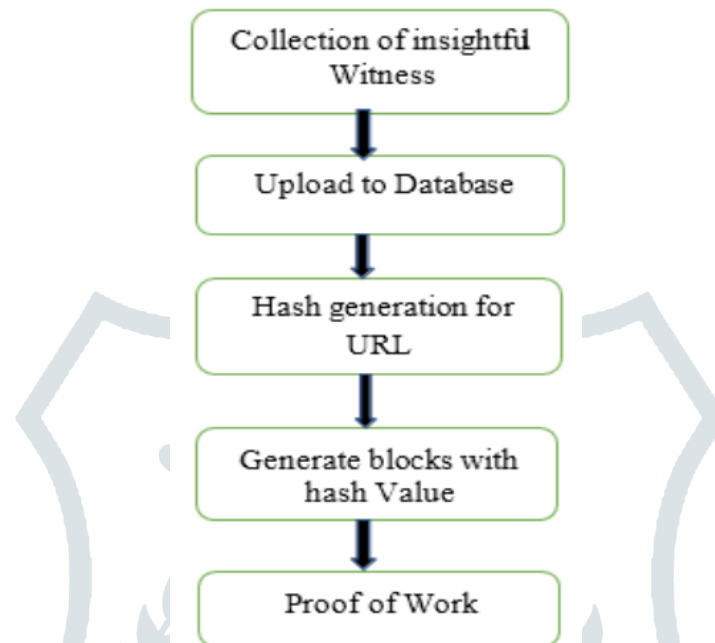 Collection of insightful
Witness
Upload to Database
Hash generation for
URL
Generate blocks with
hash Value
Proof of Work